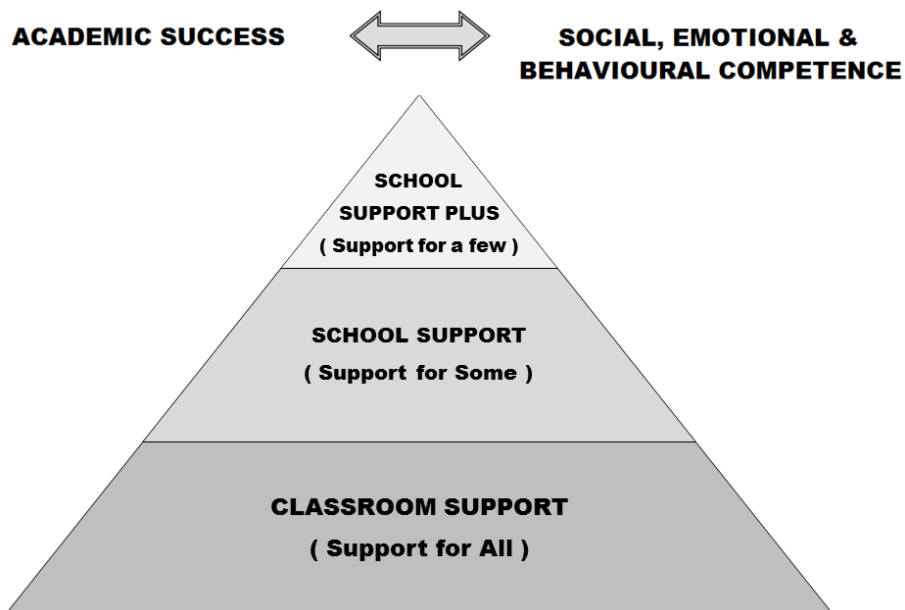 ACADEMIC SUCCESS
SOCIAL, EMOTIONAL &
BEHAVIOURAL COMPETENCE
SCHOOL
SUPPORT PLUS
( Support for a few )
SCHOOL SUPPORT
( Support for Some )
CLASSROOM SUPPORT
( Support for All )